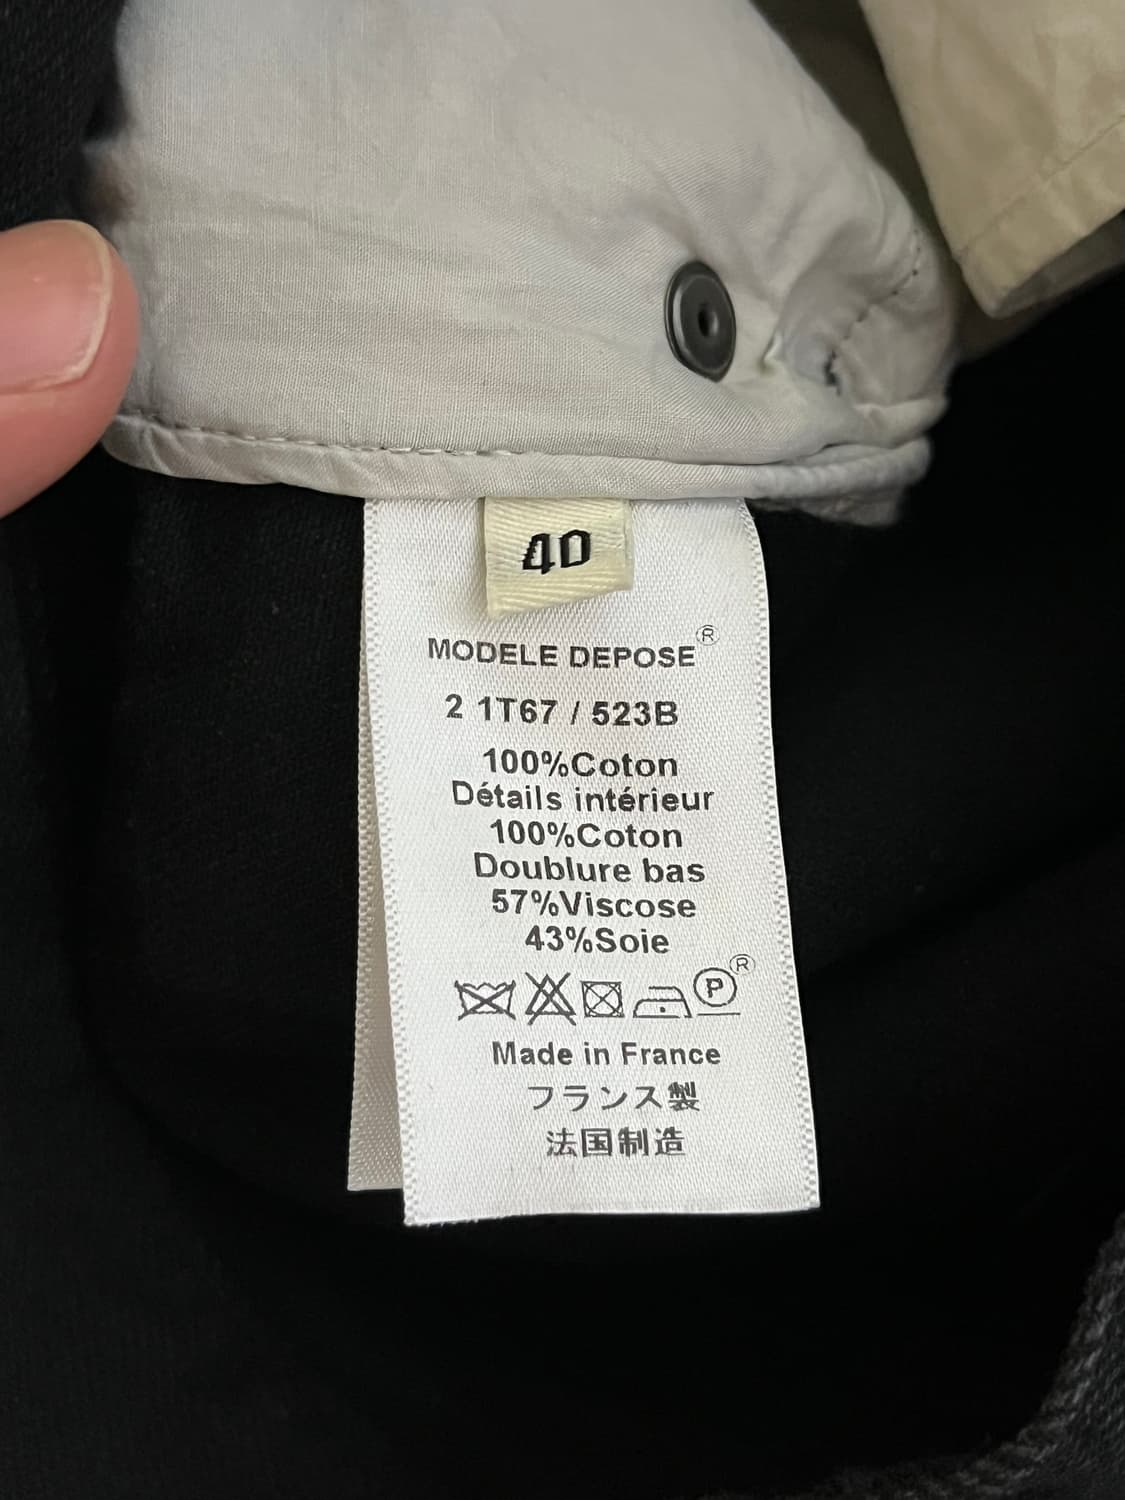 40
MODELE DEPOSE®
2 1T67 / 523B
100%Coton
Détails intérieur
100%Coton
Doublure bas
57%Viscose
43%Soie
P®
Made in France
フランス製
法国制造